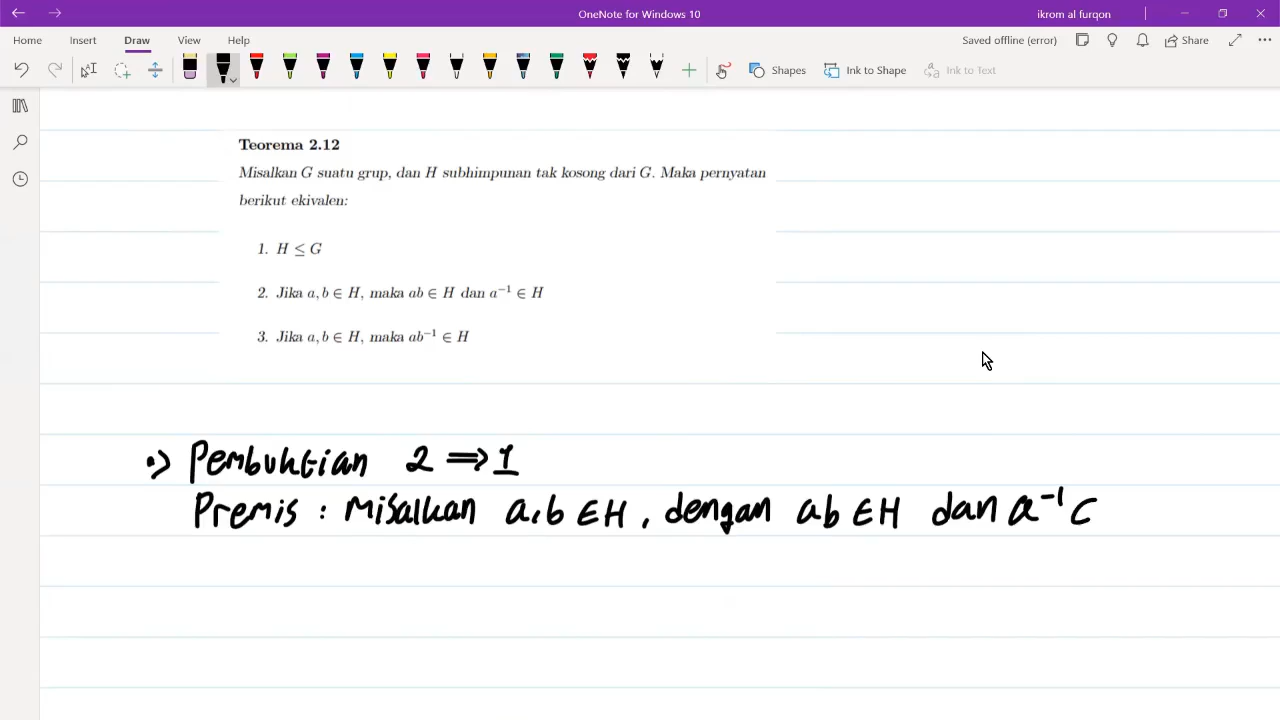 OneNote for Windows 10
ikrom al furqon
Home Insert Draw View Help
Saved offline (error) Share
Shapes Ink to Shape Ink to Text
Teorema 2.12
Misalkan G suatu grup, dan H subhimpunan tak kosong dari G. Maka pernyatan
berikut ekivalen:
1. H ≤ G
2. Jika a, b ∈ H, maka ab ∈ H dan a⁻¹ ∈ H
3. Jika a, b ∈ H, maka ab⁻¹ ∈ H
•) Pembuktian 2 ⟹ 1
Premis : Misalkan a, b ∈ H, dengan ab ∈ H dan a⁻¹ C